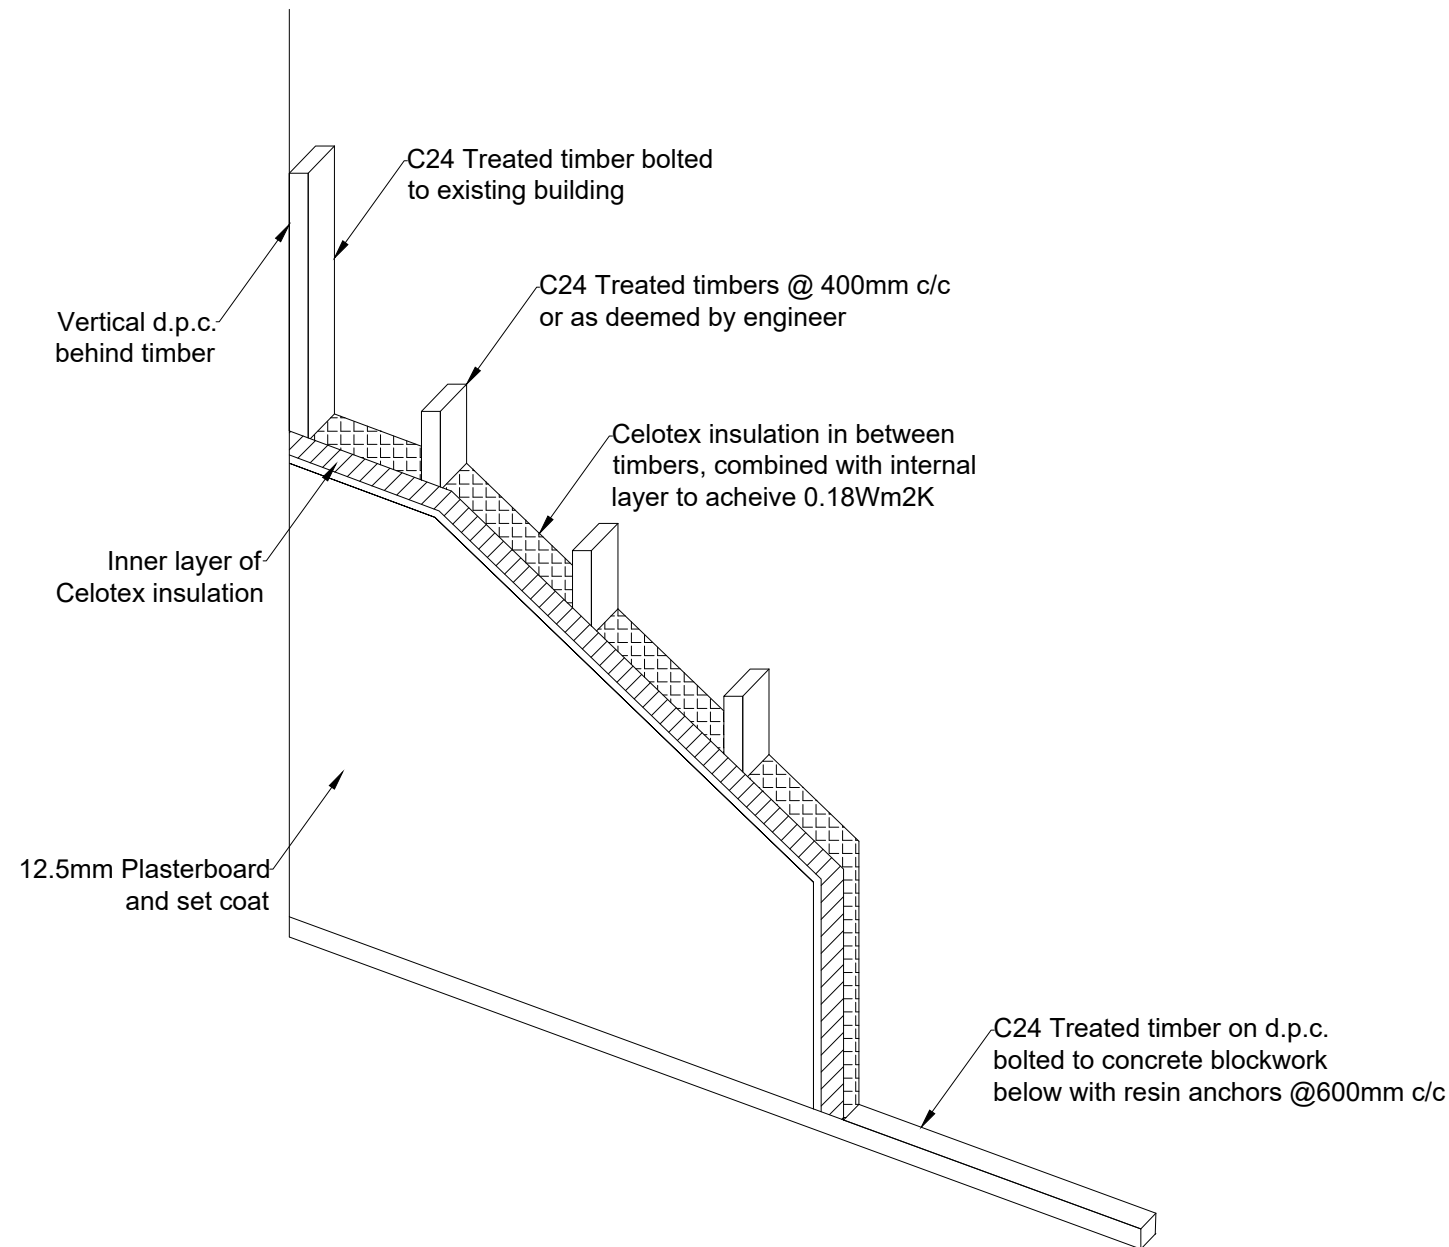 C24 Treated timber bolted
to existing building
C24 Treated timbers @ 400mm c/c
or as deemed by engineer
Vertical d.p.c.
behind timber
Celotex insulation in between
timbers, combined with internal
layer to acheive 0.18Wm2K
Inner layer of
Celotex insulation
12.5mm Plasterboard
and set coat
C24 Treated timber on d.p.c.
bolted to concrete blockwork
below with resin anchors @600mm c/c